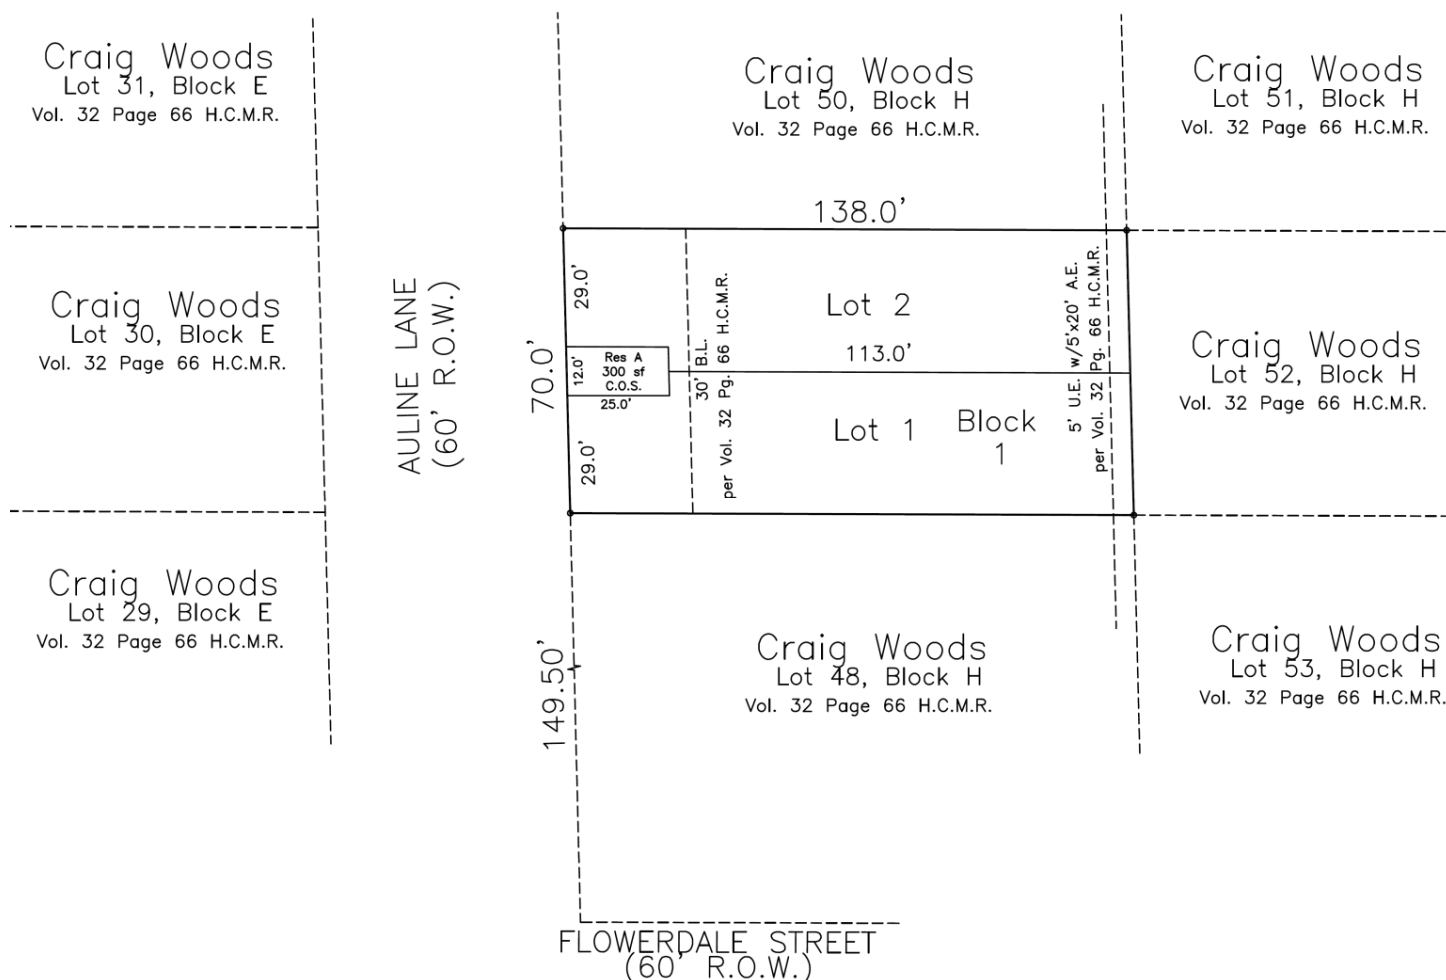 Craig Woods
Lot 31, Block E
Vol. 32 Page 66 H.C.M.R.
Craig Woods
Lot 50, Block H
Vol. 32 Page 66 H.C.M.R.
Craig Woods
Lot 51, Block H
Vol. 32 Page 66 H.C.M.R.
138.0'
Craig Woods
Lot 30, Block E
Vol. 32 Page 66 H.C.M.R.
AULINE LANE
(60' R.O.W.)
70.0'
29.0'
12.0'
Res A
300 sf
C.O.S.
25.0'
29.0'
30' B.L.
per Vol. 32 Pg. 66 H.C.M.R.
Lot 2
113.0'
Lot 1
Block
1
5' U.E. w/5'x20' A.E.
per Vol. 32 Pg. 66 H.C.M.R.
Craig Woods
Lot 52, Block H
Vol. 32 Page 66 H.C.M.R.
Craig Woods
Lot 29, Block E
Vol. 32 Page 66 H.C.M.R.
149.50'
Craig Woods
Lot 48, Block H
Vol. 32 Page 66 H.C.M.R.
Craig Woods
Lot 53, Block H
Vol. 32 Page 66 H.C.M.R.
FLOWERDALE STREET
(60' R.O.W.)